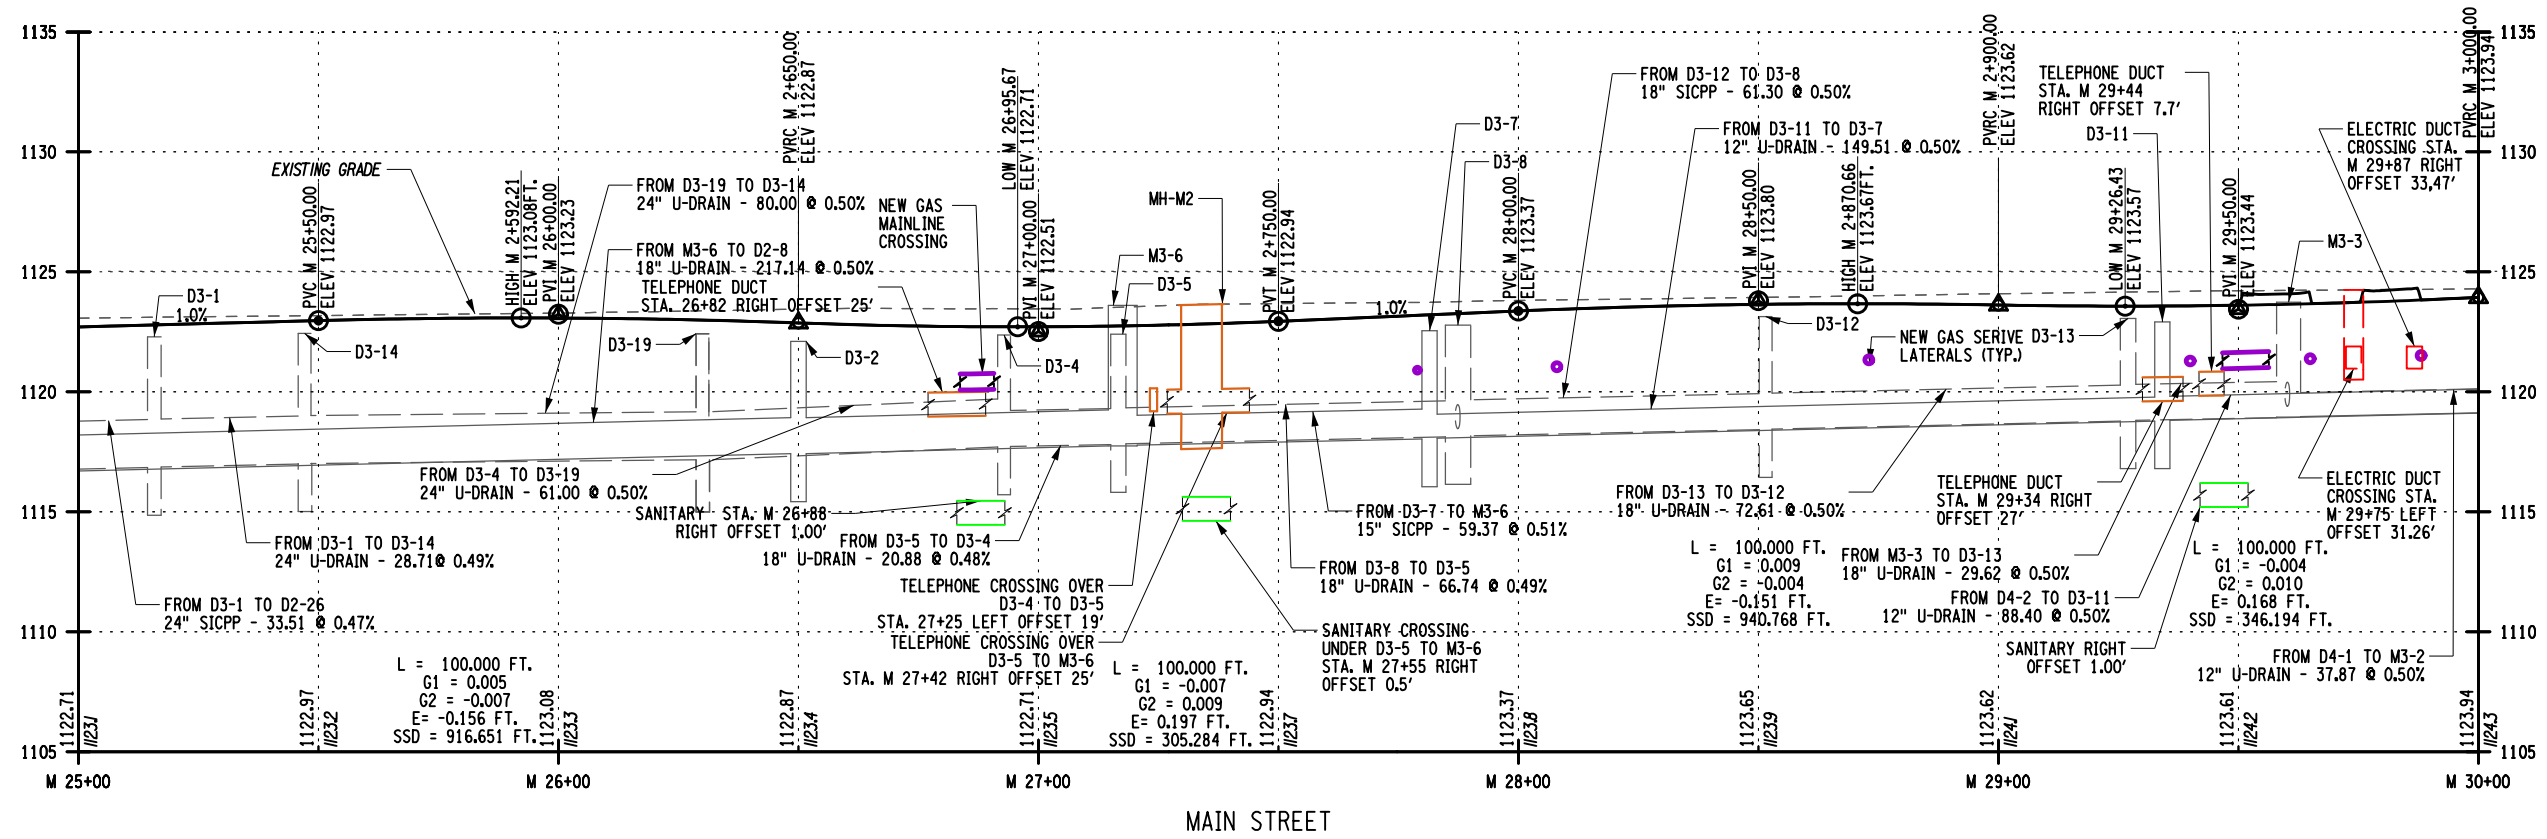 1135
1130
1125
1120
1115
1110
1105
1135
1130
1125
1120
1115
1110
1105
EXISTING GRADE
D3-1
1.0%
PVC M 25+50.00
ELEV 1122.97
D3-14
HIGH M 2+592.21
ELEV 1123.08FT.
PVI M 26+00.00
ELEV 1123.23
FROM D3-19 TO D3-14
24" U-DRAIN - 80.00 @ 0.50%
FROM M3-6 TO D2-8
18" U-DRAIN - 217.14 @ 0.50%
TELEPHONE DUCT
STA. 26+82 RIGHT OFFSET 25'
D3-19
PVRC M 2+650.00
ELEV 1122.87
D3-2
NEW GAS
MAINLINE
CROSSING
LOW M 26+95.67
ELEV 1122.71
PVI M 27+00.00
ELEV 1122.51
D3-4
MH-M2
M3-6
D3-5
PVT M 2+750.00
ELEV 1122.94
1.0%
D3-7
D3-8
PVC M 28+00.00
ELEV 1123.37
FROM D3-12 TO D3-8
18" SICPP - 61.30 @ 0.50%
FROM D3-11 TO D3-7
12" U-DRAIN - 149.51 @ 0.50%
PVI M 28+50.00
ELEV 1123.80
D3-12
HIGH M 2+870.66
ELEV 1123.67FT.
NEW GAS SERIVE
LATERALS (TYP.)
D3-13
PVRC M 2+900.00
ELEV 1123.62
TELEPHONE DUCT
STA. M 29+44
RIGHT OFFSET 7.7'
D3-11
LOW M 29+26.43
ELEV 1123.57
PVI M 29+50.00
ELEV 1123.44
M3-3
ELECTRIC DUCT
CROSSING STA.
M 29+87 RIGHT
OFFSET 33,47'
PVRC M 3+000.00
ELEV 1123.94
FROM D3-4 TO D3-19
24" U-DRAIN - 61.00 @ 0.50%
SANITARY STA. M 26+88
RIGHT OFFSET 1.00'
FROM D3-5 TO D3-4
18" U-DRAIN - 20.88 @ 0.48%
TELEPHONE CROSSING OVER
D3-4 TO D3-5
STA. 27+25 LEFT OFFSET 19'
TELEPHONE CROSSING OVER
D3-5 TO M3-6
STA. M 27+42 RIGHT OFFSET 25'
FROM D3-1 TO D3-14
24" U-DRAIN - 28.71@ 0.49%
FROM D3-1 TO D2-26
24" SICPP - 33.51 @ 0.47%
FROM D3-7 TO M3-6
15" SICPP - 59.37 @ 0.51%
FROM D3-8 TO D3-5
18" U-DRAIN - 66.74 @ 0.49%
SANITARY CROSSING
UNDER D3-5 TO M3-6
STA. M 27+55 RIGHT
OFFSET 0.5'
FROM D3-13 TO D3-12
18" U-DRAIN - 72.61 @ 0.50%
TELEPHONE DUCT
STA. M 29+34 RIGHT
OFFSET 27'
FROM M3-3 TO D3-13
18" U-DRAIN - 29.62 @ 0.50%
FROM D4-2 TO D3-11
12" U-DRAIN - 88.40 @ 0.50%
SANITARY RIGHT
OFFSET 1.00'
ELECTRIC DUCT
CROSSING STA.
M 29+75 LEFT
OFFSET 31.26'
FROM D4-1 TO M3-2
12" U-DRAIN - 37.87 @ 0.50%
L = 100.000 FT.
G1 = 0.005
G2 = -0.007
E= -0.156 FT.
SSD = 916.651 FT.
L = 100.000 FT.
G1 = -0.007
G2 = 0.009
E= 0.197 FT.
SSD = 305.284 FT.
L = 100.000 FT.
G1 = 0.009
G2 = -0.004
E= -0.151 FT.
SSD = 940.768 FT.
L = 100.000 FT.
G1 = -0.004
G2 = 0.010
E= 0.168 FT.
SSD = 346.194 FT.
1122.71
1123.1
1122.97
1123.2
1123.08
1123.3
1122.87
1123.4
1122.71
1123.5
1122.94
1123.7
1123.37
1123.8
1123.65
1123.9
1123.62
1124.1
1123.61
1124.2
1123.94
1124.3
M 25+00
M 26+00
M 27+00
M 28+00
M 29+00
M 30+00
MAIN STREET